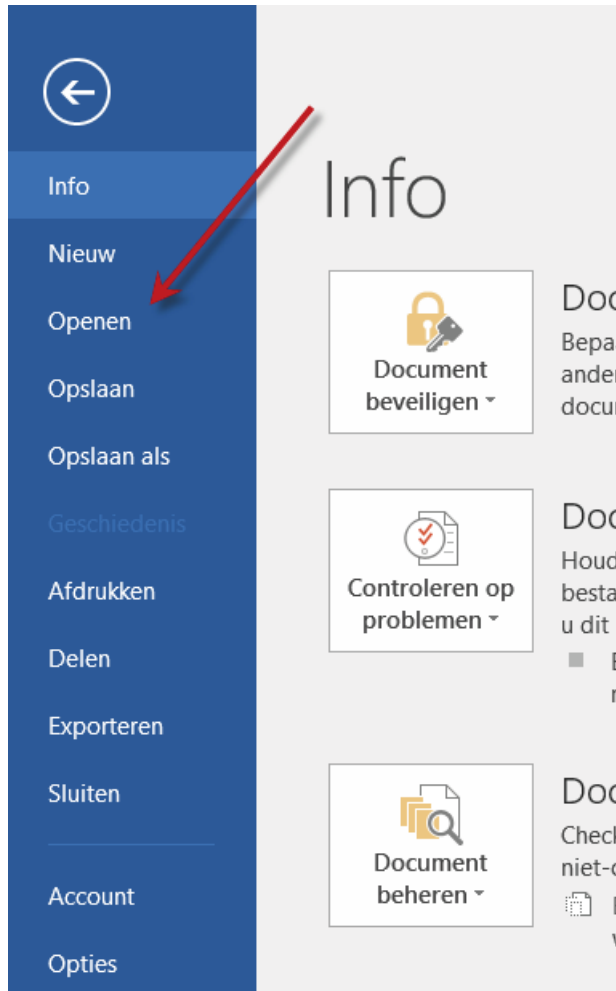 Info
Nieuw
Openen
Opslaan
Opslaan als
Geschiedenis
Afdrukken
Delen
Exporteren
Sluiten
Account
Opties
Info
Document
beveiligen
Controleren op
problemen
u dit
Document
beheren